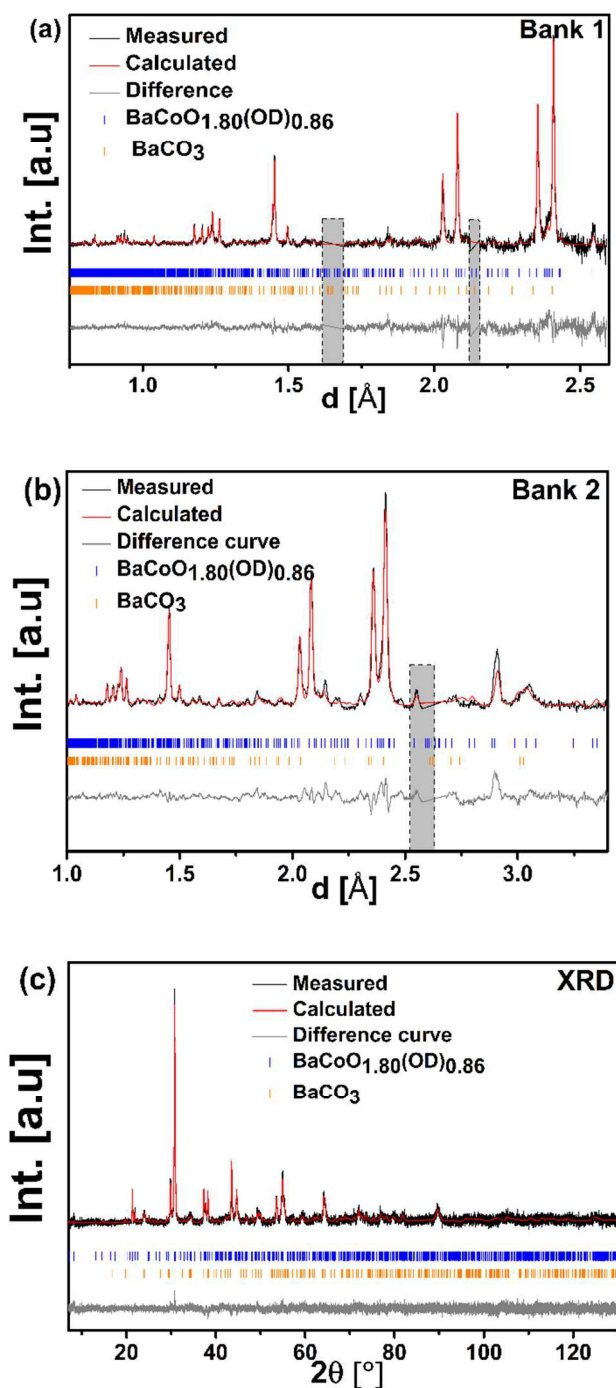 (a)
Bank 1
Measured
Calculated
Difference
BaCoO1.80(OD)0.86
BaCO3
Int. [a.u]
1.0 1.5 2.0 2.5
d [Å]
(b)
Bank 2
Measured
Calculated
Difference curve
BaCoO1.80(OD)0.86
BaCO3
Int. [a.u]
1.0 1.5 2.0 2.5 3.0
d [Å]
(c)
XRD
Measured
Calculated
Difference curve
BaCoO1.80(OD)0.86
BaCO3
Int. [a.u]
20 40 60 80 100 120
2θ [°]